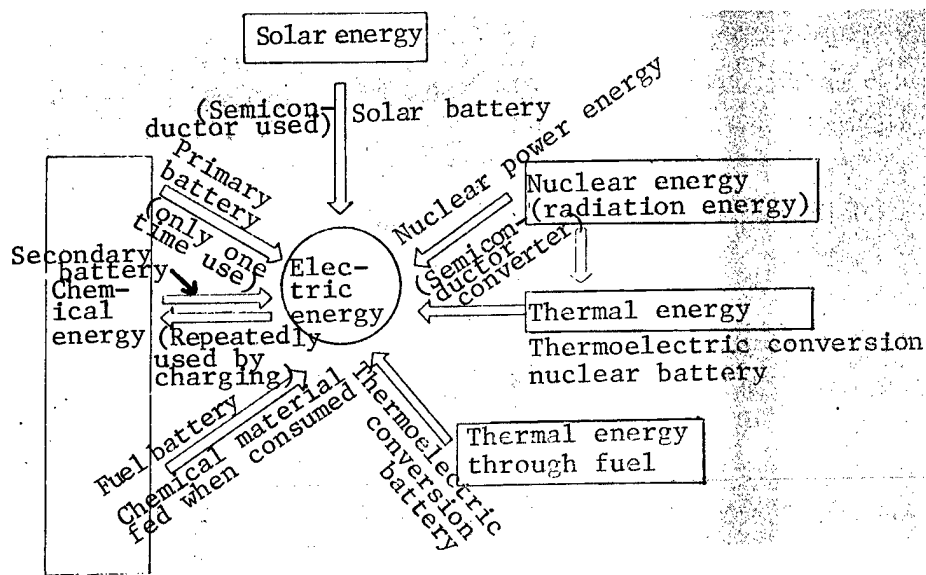 Solar energy
(Semicon-
ductor used)
Solar battery
Primary
battery
(only one
time use)
Nuclear power energy
(Semicon-
ductor
converter)
Nuclear energy
(radiation energy)
Secondary
battery
Chem-
ical
energy
Elec-
tric
energy
Thermal energy
Thermoelectric conversion
nuclear battery
(Repeatedly
used by
charging)
Fuel battery
Chemical material
fed when consumed
Thermoelectric
conversion
battery
Thermal energy
through fuel